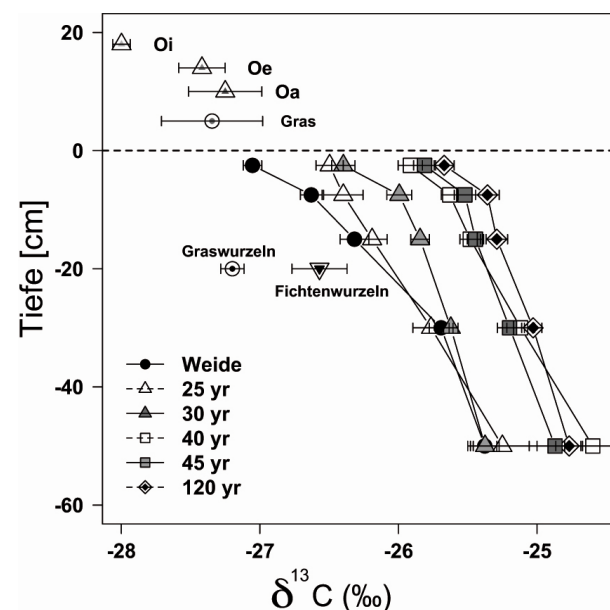 20
0
-20
-40
-60
Tiefe [cm]
Oi
Oe
Oa
Gras
Graswurzeln
Fichtenwurzeln
Weide
25 yr
30 yr
40 yr
45 yr
120 yr
-28 -27 -26 -25
δ¹³C (‰)